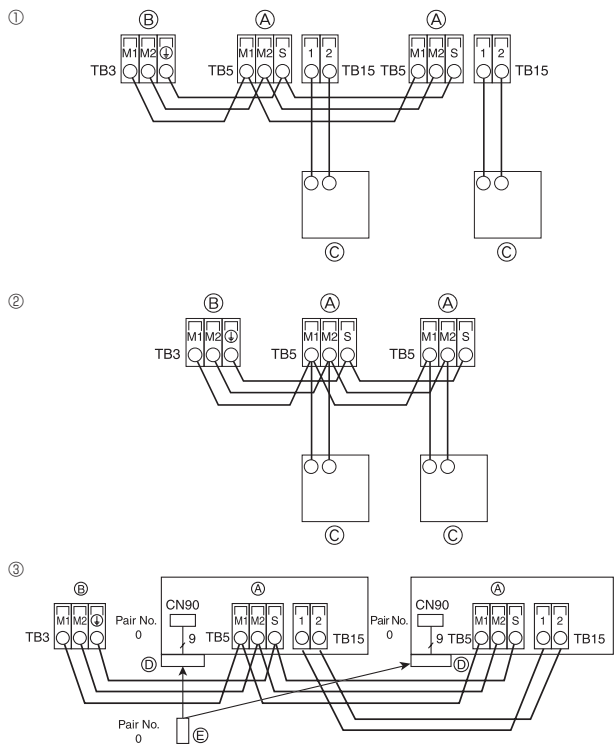 ①
Ⓑ Ⓐ Ⓐ
M1 M2 ⏚ M1 M2 S 1 2 M1 M2 S 1 2
TB3 TB5 TB15 TB5 TB15
Ⓒ Ⓒ
②
Ⓑ Ⓐ Ⓐ
M1 M2 ⏚ M1 M2 S M1 M2 S
TB3 TB5 TB5
Ⓒ Ⓒ
③
Ⓑ Ⓐ Ⓐ
CN90 CN90
M1 M2 ⏚ Pair No. M1 M2 S 1 2 Pair No. M1 M2 S 1 2
TB3 0 9 TB5 TB15 0 9 TB5 TB15
Ⓓ Ⓓ
Pair No.
0 Ⓔ